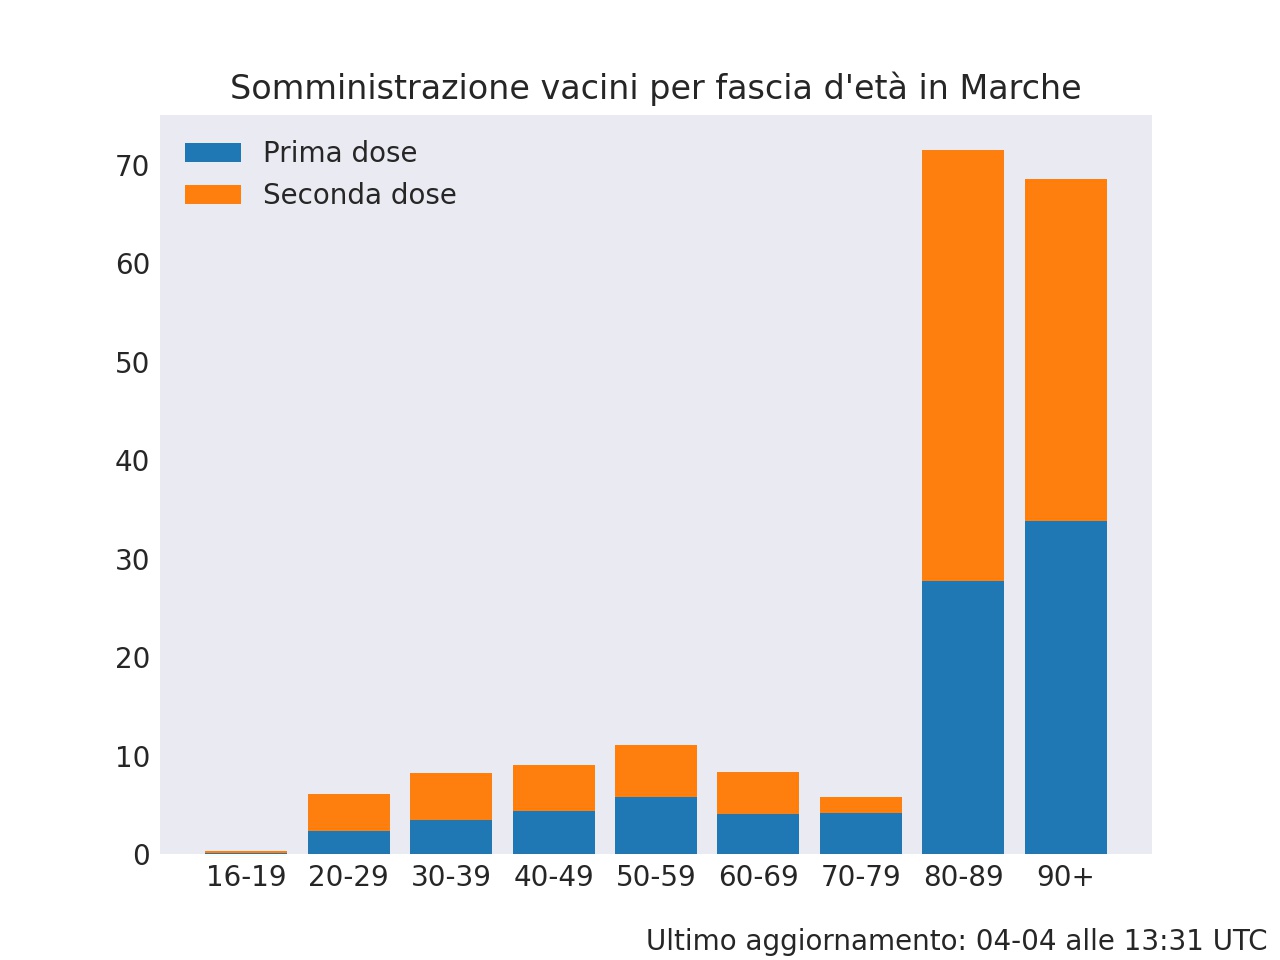 Somministrazione vacini per fascia d'età in Marche
Prima dose
Seconda dose
70
60
50
40
30
20
10
0
16-19 20-29 30-39 40-49 50-59 60-69 70-79 80-89 90+
Ultimo aggiornamento: 04-04 alle 13:31 UTC